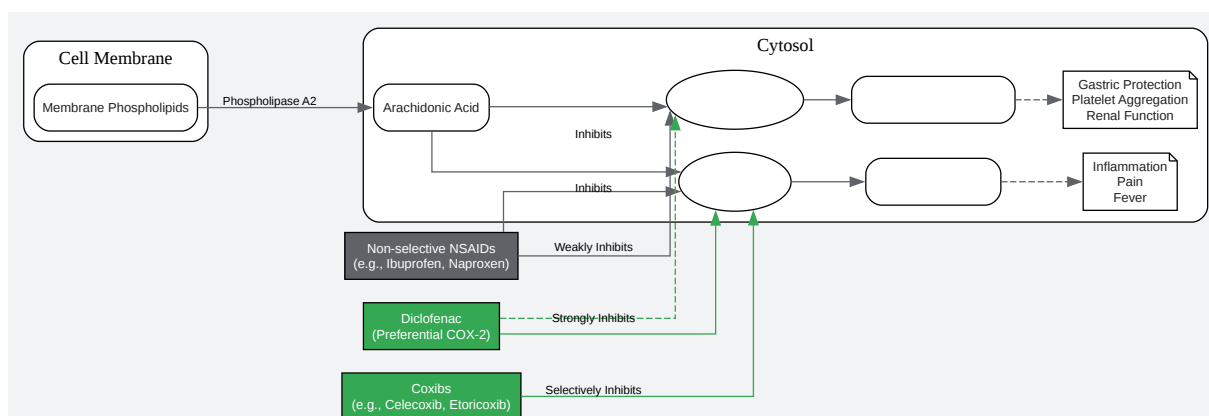 Cell Membrane
Membrane Phospholipids
Phospholipase A2
Cytosol
Arachidonic Acid
Gastric Protection
Platelet Aggregation
Renal Function
Inhibits
Inhibits
Inflammation
Pain
Fever
Non-selective NSAIDs
(e.g., Ibuprofen, Naproxen)
Weakly Inhibits
Diclofenac
(Preferential COX-2)
Strongly Inhibits
Coxibs
(e.g., Celecoxib, Etoricoxib)
Selectively Inhibits